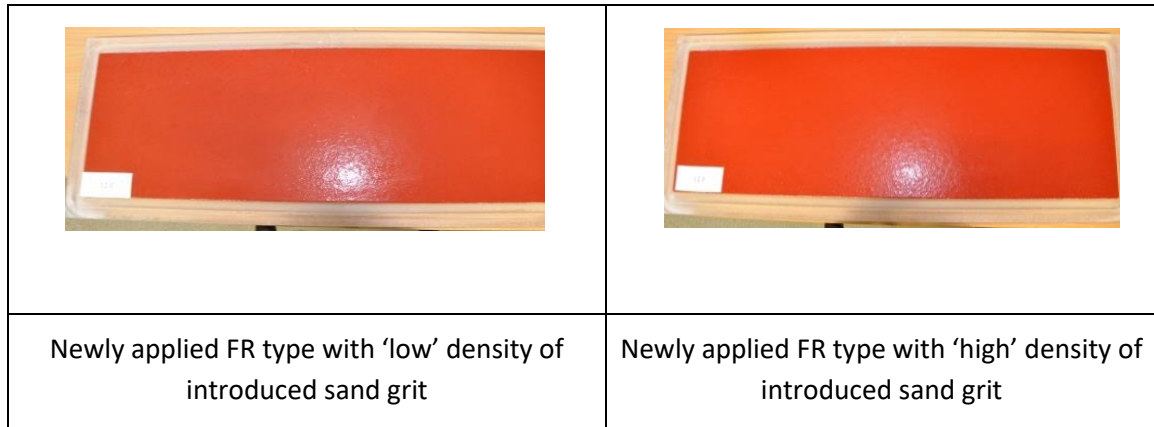 Newly applied FR type with ‘low’ density of
introduced sand grit
Newly applied FR type with ‘high’ density of
introduced sand grit